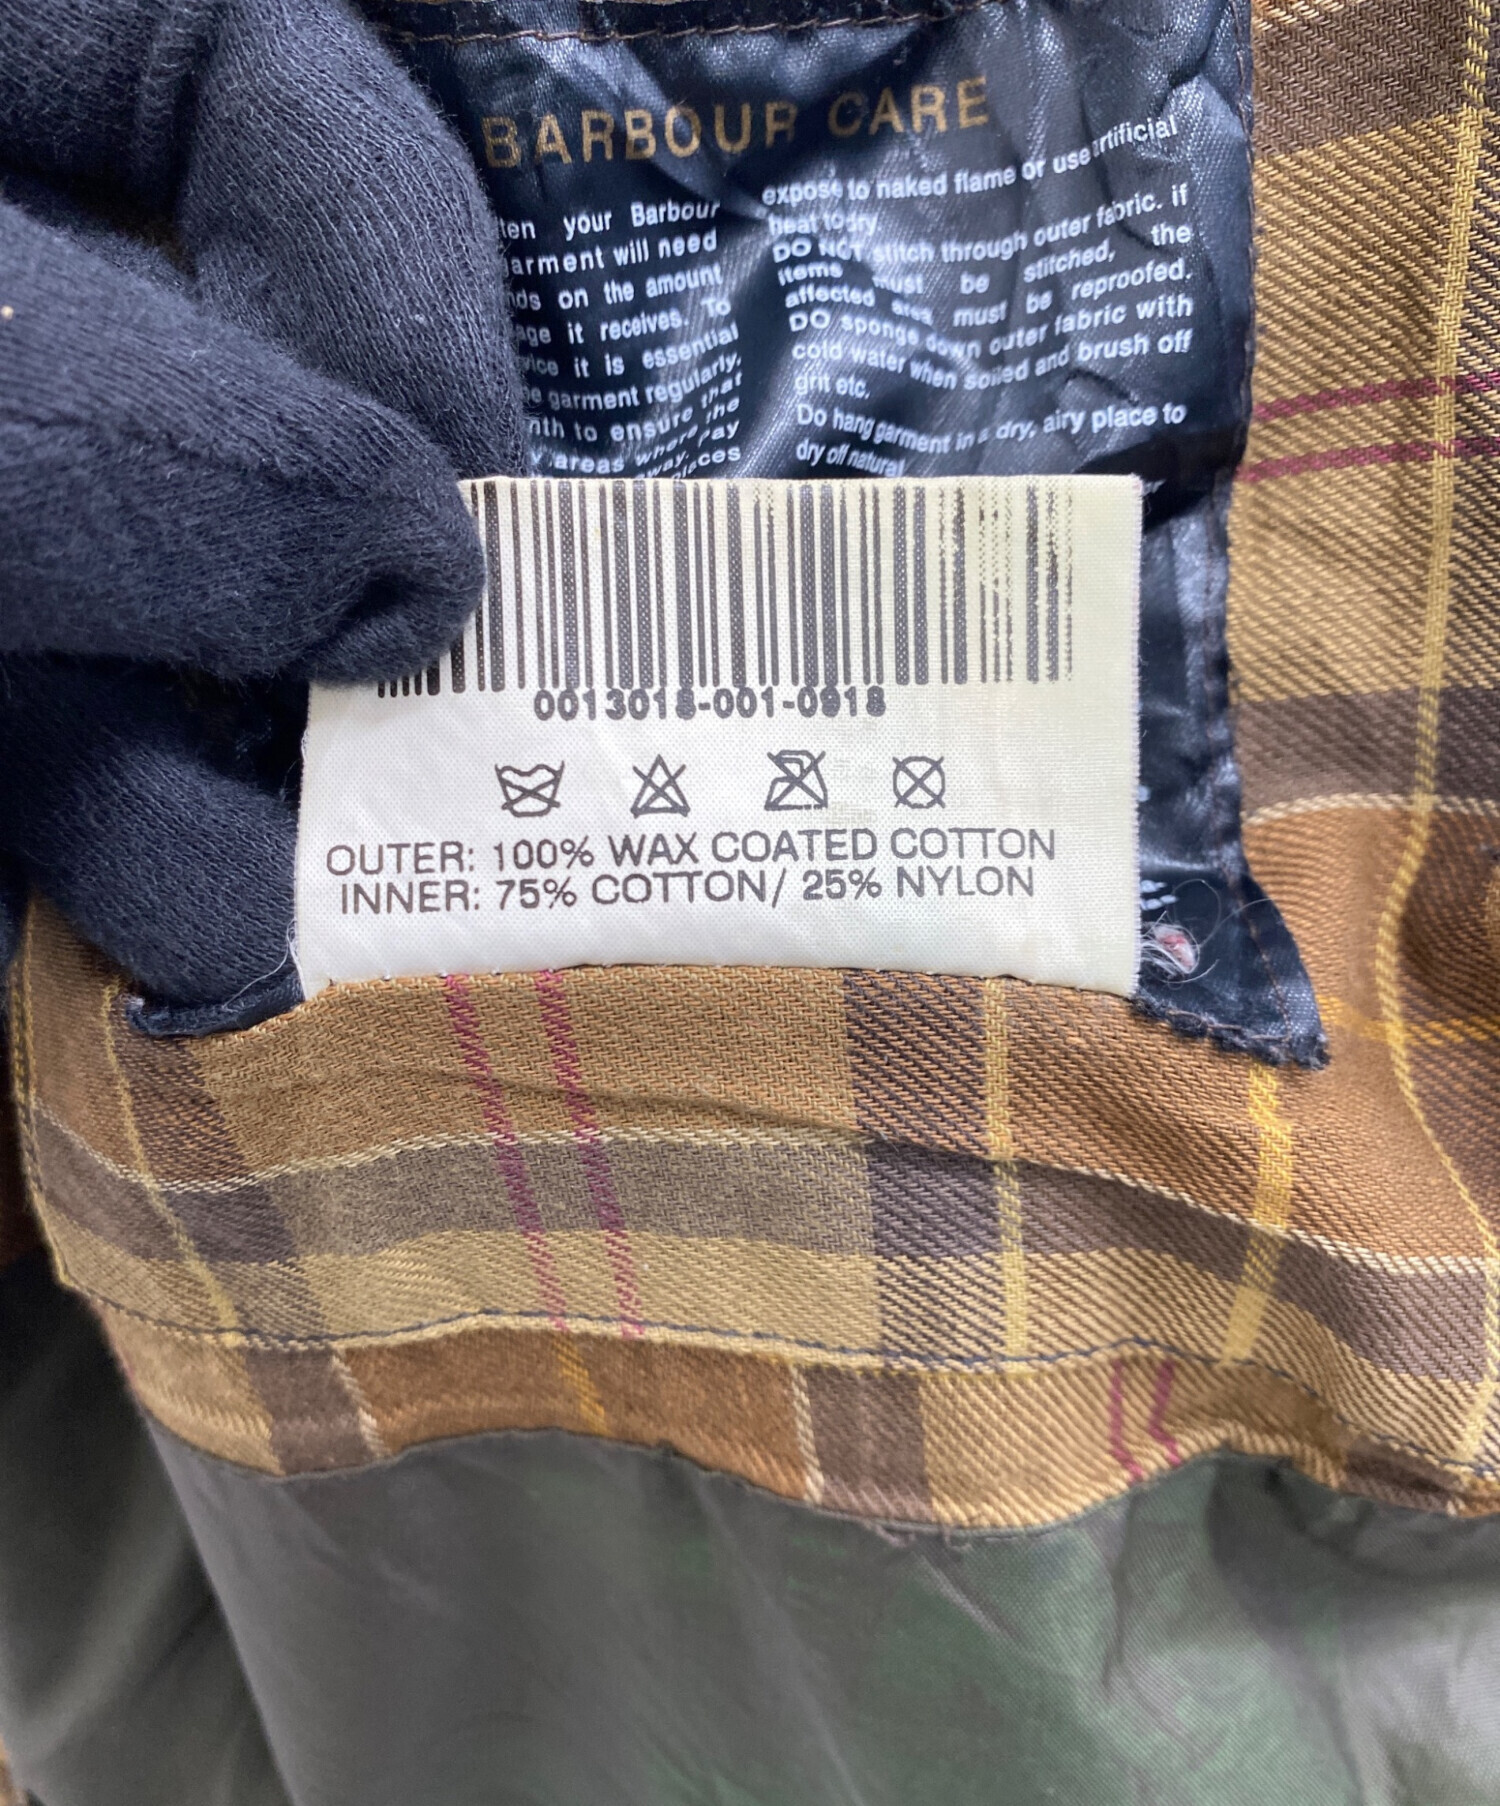 BARBOUR CARE
your Barbour
garment will need
on the amount
it receives. To
it is essential
garment regularly.
to ensure that
areas where
expose to naked flame or use artificial
heat to dry
DO NOT stitch through outer fabric. If
items must be stitched, the
affected area must be reproofed.
DO sponge down outer fabric with
cold water when soiled and brush off
grit etc.
Do hang garment in a dry, airy place to
dry off natural
0013018-001-0918
OUTER: 100% WAX COATED COTTON
INNER: 75% COTTON/ 25% NYLON